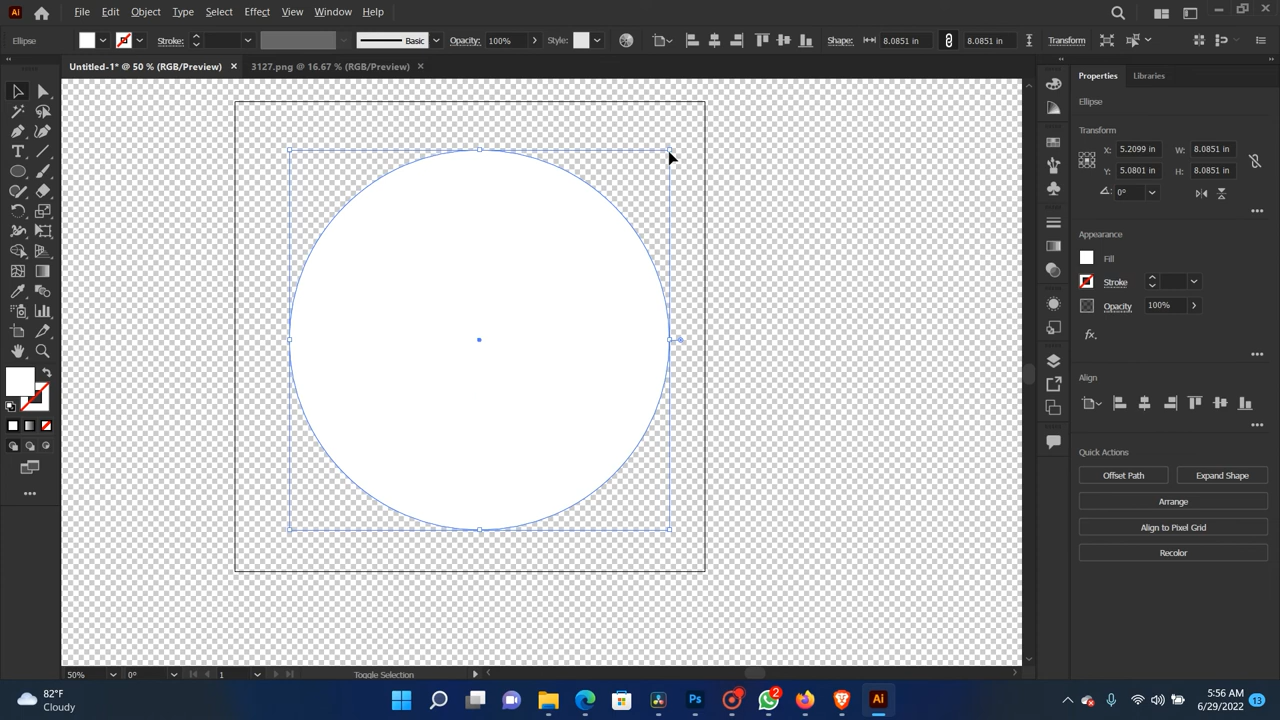 Ai File Edit Object Type Select Effect View Window Help
Ellipse Stroke: Basic Opacity: 100% Style: Shape: 8.0851 in 8.0851 in Transform
Untitled-1* @ 50 % (RGB/Preview) × 3127.png @ 16.67 % (RGB/Preview) ×
Properties Libraries
Ellipse
Transform
X: 5.2099 in W: 8.0851 in
Y: 5.0801 in H: 8.0851 in
0°
Appearance
Fill
Stroke
Opacity 100%
fx.
Align
Quick Actions
Offset Path Expand Shape
Arrange
Align to Pixel Grid
Recolor
50% 0° 1 Toggle Selection
82°F
Cloudy
Ps 2 Ai
5:56 AM
6/29/2022
13